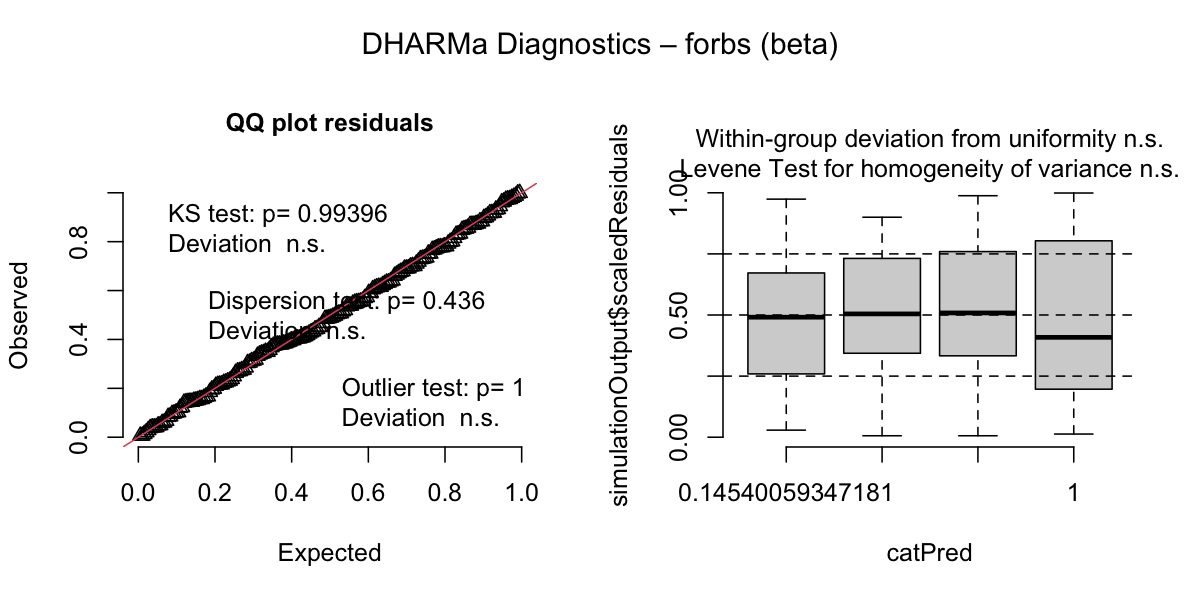 DHARMa Diagnostics – forbs (beta)
QQ plot residuals
KS test: p= 0.99396
Deviation  n.s.
Dispersion test: p= 0.436
Deviation  n.s.
Outlier test: p= 1
Deviation  n.s.
Observed
0.0
0.4
0.8
0.0 0.2 0.4 0.6 0.8 1.0
Expected
Within-group deviation from uniformity n.s.
Levene Test for homogeneity of variance n.s.
simulationOutput$scaledResiduals
0.00
0.50
1.00
0.145400593471​81 1
catPred